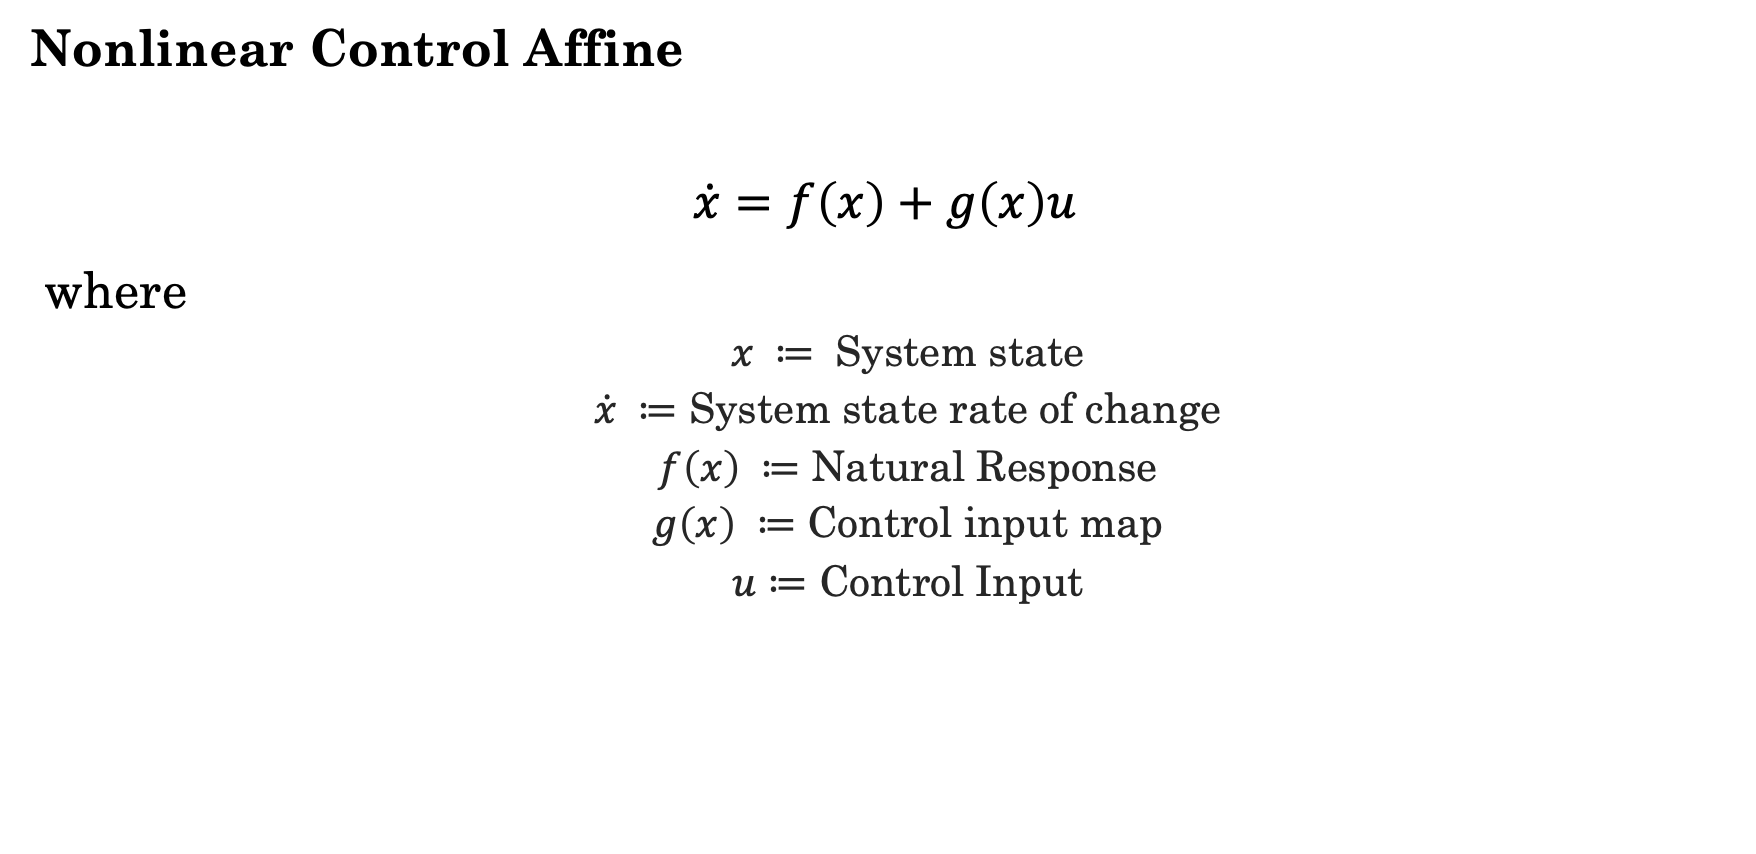 Nonlinear Control Affine
ẋ = f(x) + g(x)u
where
x ≔ System state
ẋ ≔ System state rate of change
f(x) ≔ Natural Response
g(x) ≔ Control input map
u ≔ Control Input